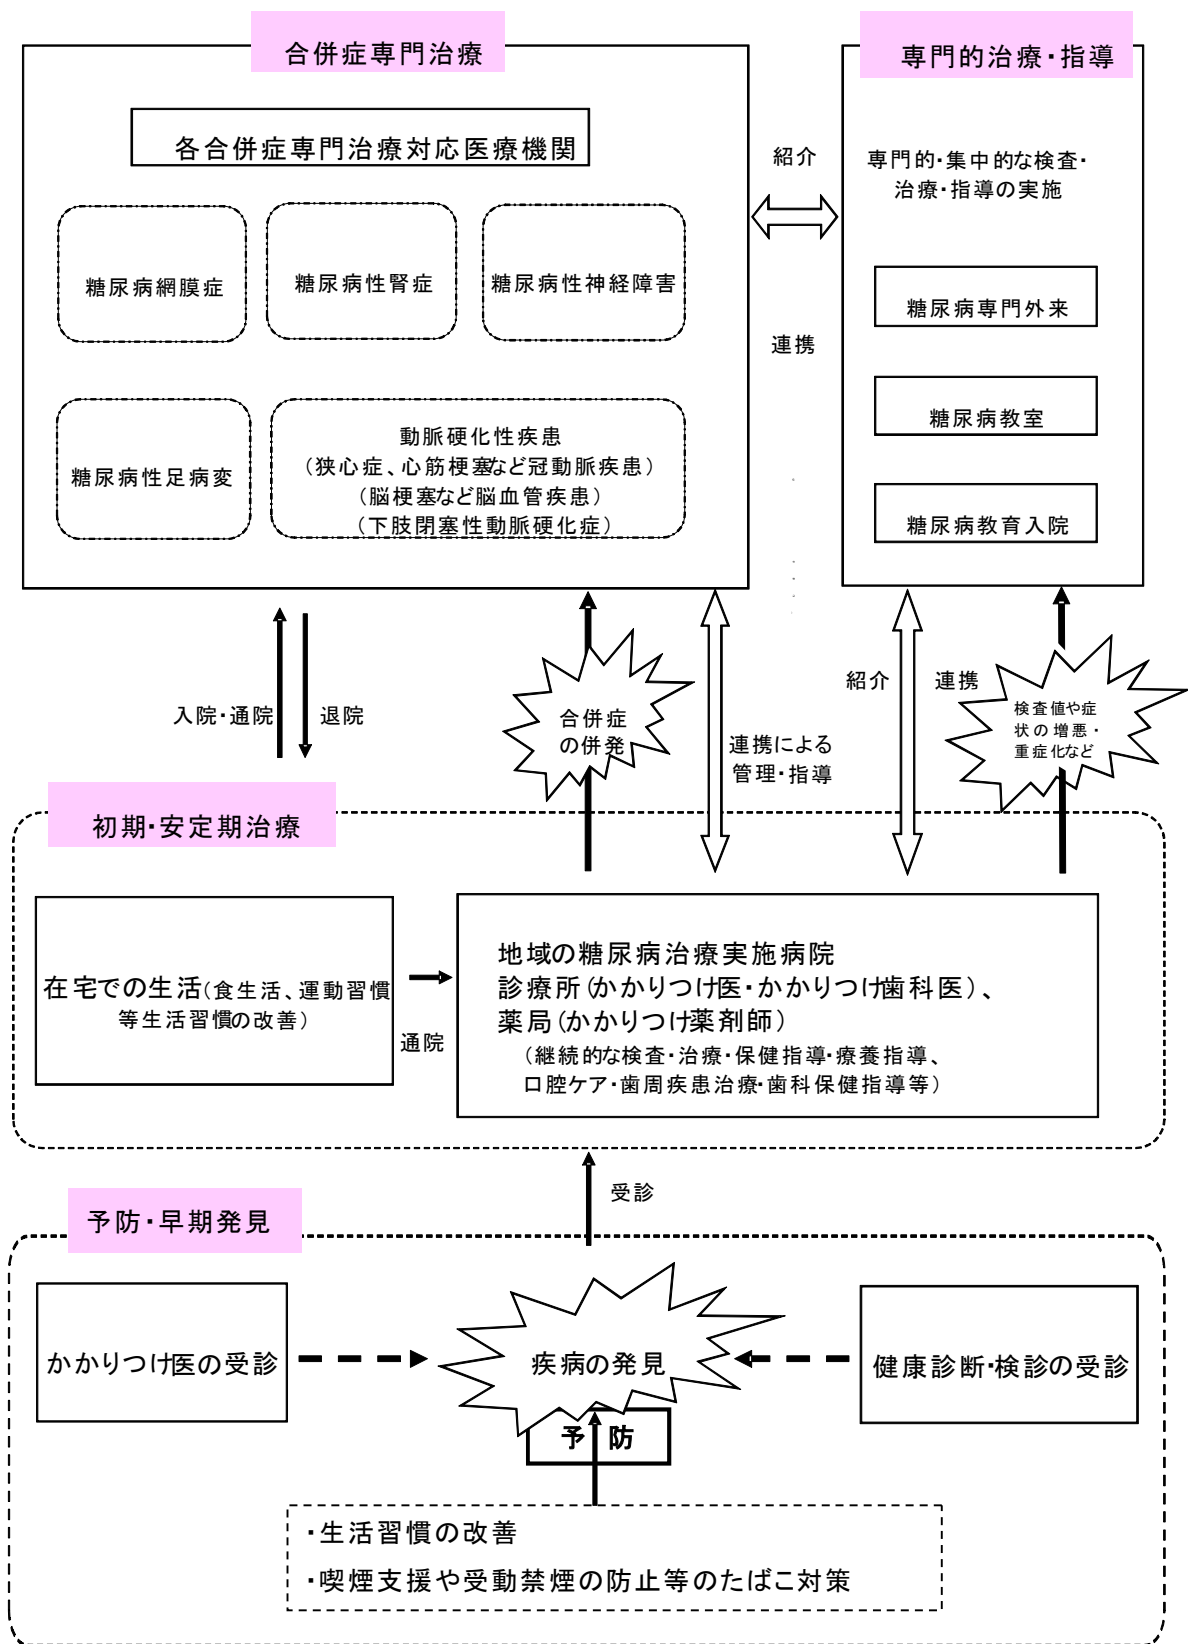 合併症専門治療
専門的治療・指導
各合併症専門治療対応医療機関
糖尿病網膜症
糖尿病性腎症
糖尿病性神経障害
糖尿病性足病変
動脈硬化性疾患
（狭心症、心筋梗塞など冠動脈疾患）
（脳梗塞など脳血管疾患）
（下肢閉塞性動脈硬化症）
紹介
連携
専門的・集中的な検査・
治療・指導の実施
糖尿病専門外来
糖尿病教室
糖尿病教育入院
入院・通院
退院
合併症
の併発
連携による
管理・指導
紹介
連携
検査値や症
状の増悪・
重症化など
初期・安定期治療
在宅での生活（食生活、運動習慣
等生活習慣の改善）
通院
地域の糖尿病治療実施病院
診療所（かかりつけ医・かかりつけ歯科医）、
薬局（かかりつけ薬剤師）
（継続的な検査・治療・保健指導・療養指導、
口腔ケア・歯周疾患治療・歯科保健指導等）
受診
予防・早期発見
かかりつけ医の受診
疾病の発見
健康診断・検診の受診
予 防
・生活習慣の改善
・喫煙支援や受動禁煙の防止等のたばこ対策